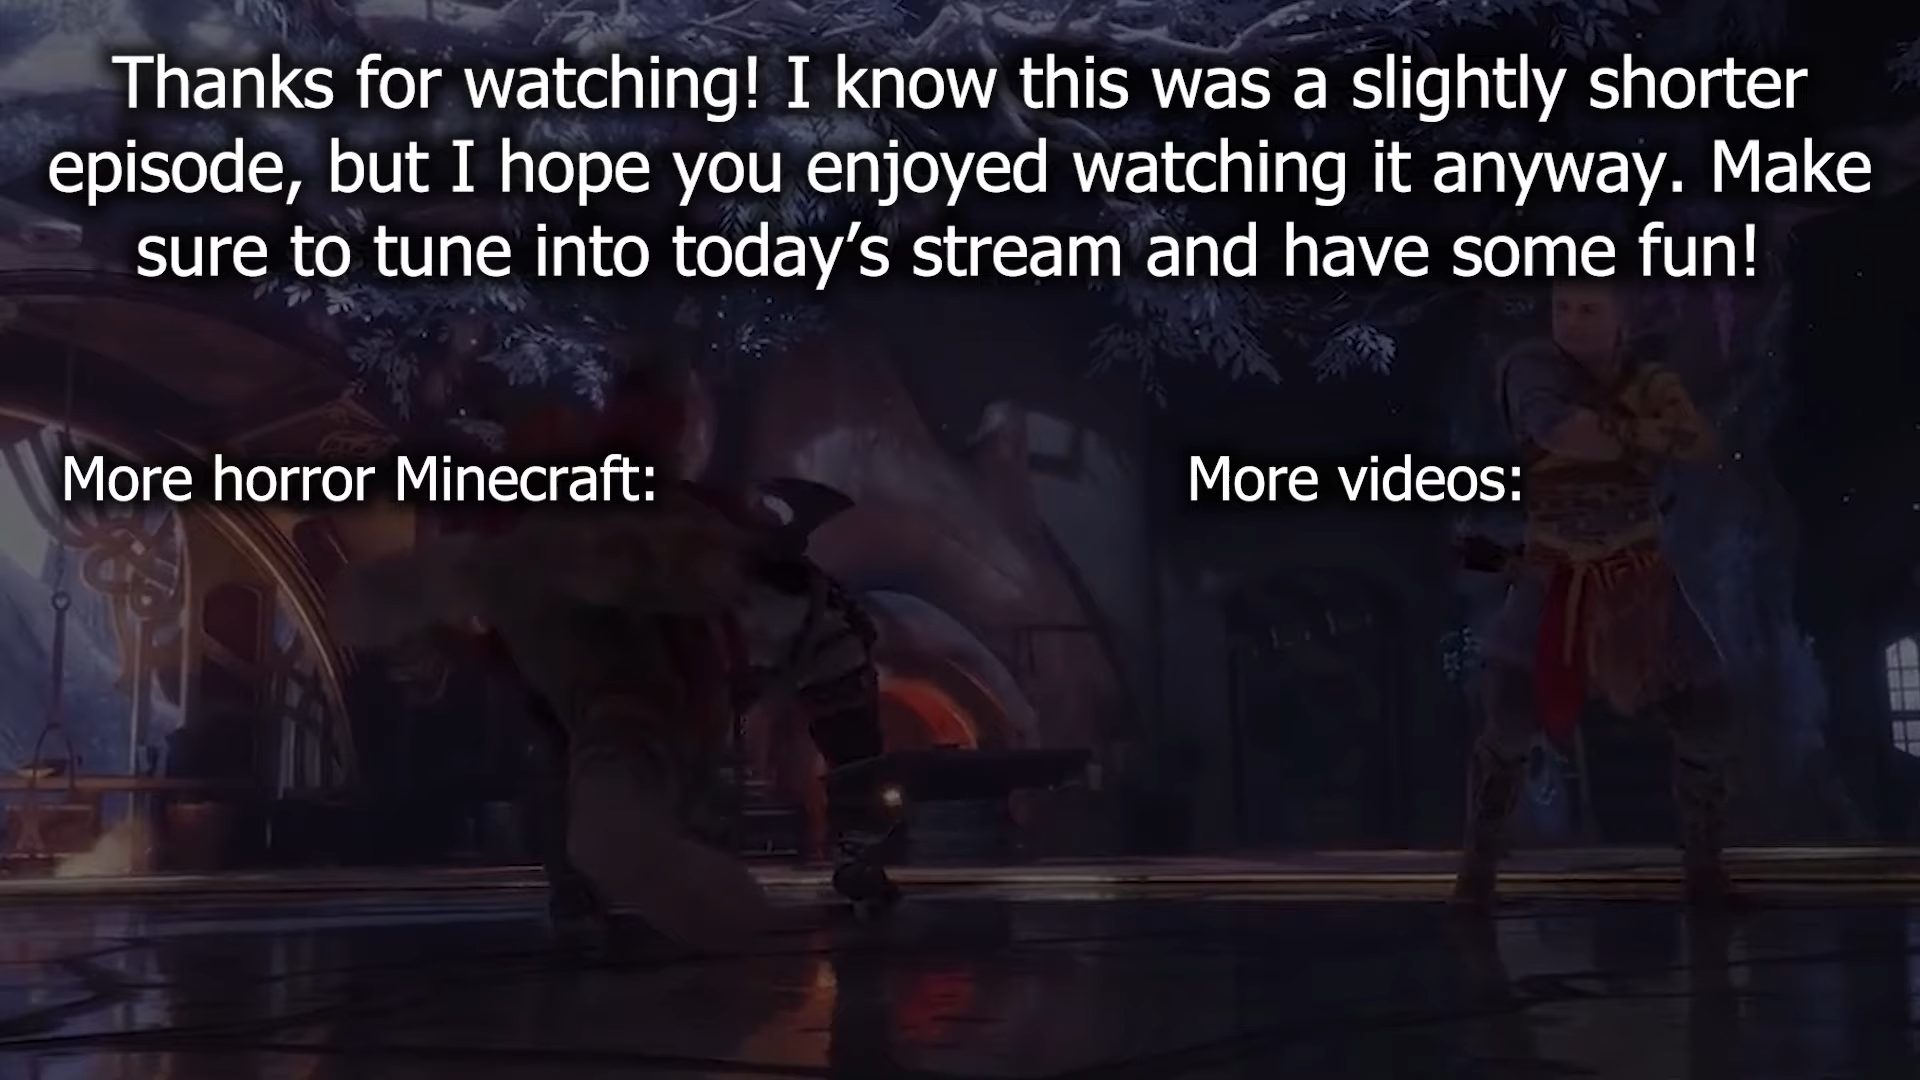 Thanks for watching! I know this was a slightly shorter
episode, but I hope you enjoyed watching it anyway. Make
sure to tune into today’s stream and have some fun!
More horror Minecraft:
More videos: